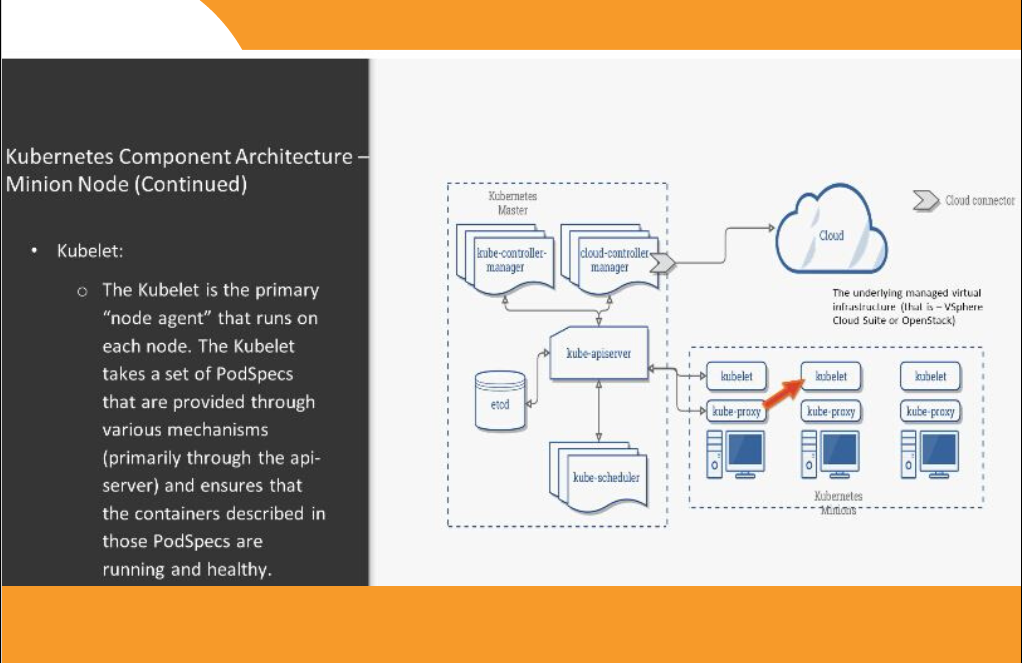 Kubernetes Component Architecture –
Minion Node (Continued)
• Kubelet:
o The Kubelet is the primary
“node agent” that runs on
each node. The Kubelet
takes a set of PodSpecs
that are provided through
various mechanisms
(primarily through the api-
server) and ensures that
the containers described in
those PodSpecs are
running and healthy.
Kubernetes
Master
kube-controller-
manager
cloud-controller
manager
kube-apiserver
etcd
kube-scheduler
Cloud
Cloud connector
The underlying managed virtual
infrastructure (that is – VSphere
Cloud Suite or OpenStack)
kubelet
kubelet
kubelet
kube-proxy
kube-proxy
kube-proxy
Kubernetes
Minions